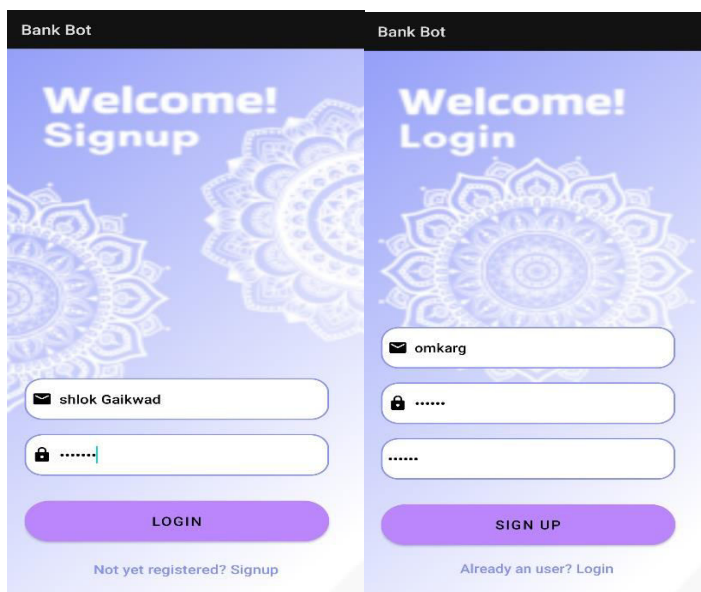 Bank Bot
Welcome!
Signup
shlok Gaikwad
•••••••
LOGIN
Not yet registered? Signup
Bank Bot
Welcome!
Login
omkarg
••••••
••••••
SIGN UP
Already an user? Login